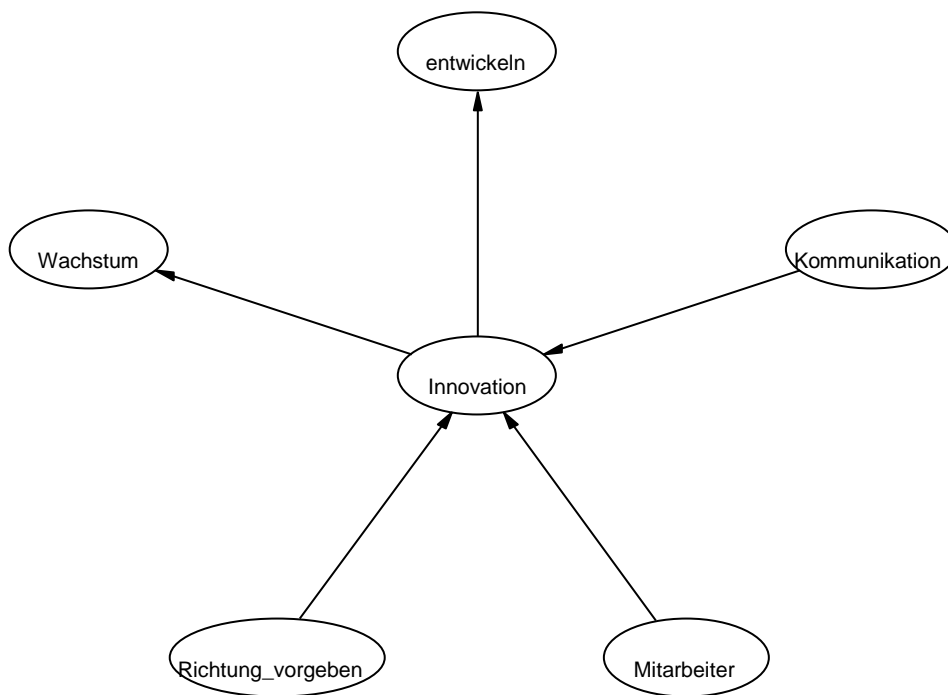 entwickeln
Wachstum
Kommunikation
Innovation
Richtung_vorgeben
Mitarbeiter